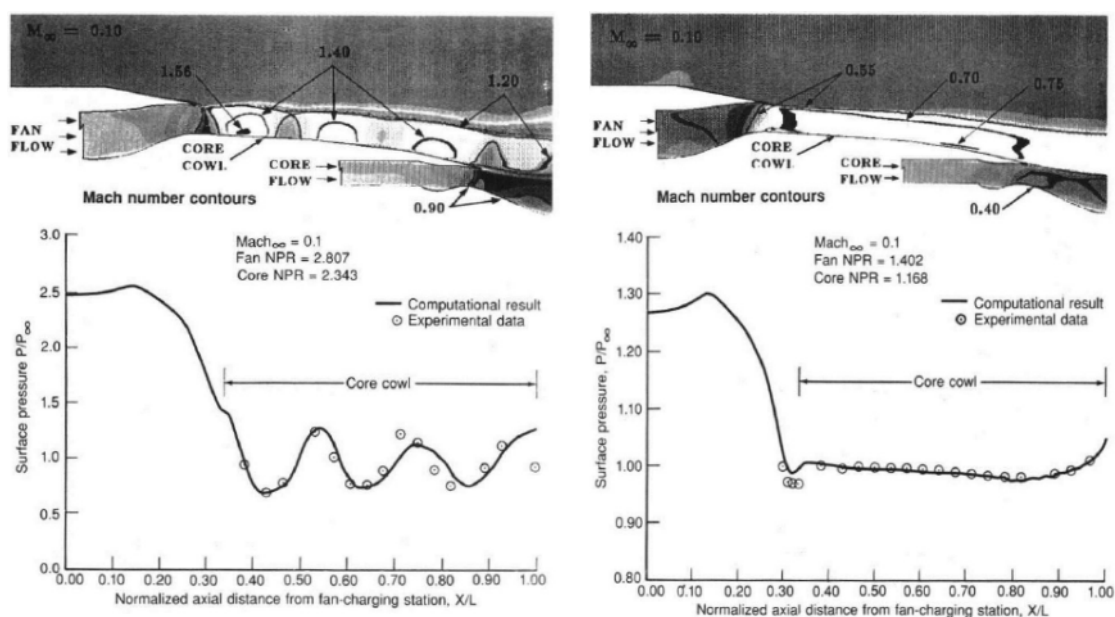 M∞ = 0.10
1.56
1.40
1.20
FAN
FLOW
CORE
COWL
CORE
FLOW
Mach number contours
0.90
3.0
2.5
2.0
1.5
1.0
0.5
0.0
Surface pressure P/P∞
Mach∞ = 0.1
Fan NPR = 2.807
Core NPR = 2.343
Computational result
Experimental data
Core cowl
0.00 0.10 0.20 0.30 0.40 0.50 0.60 0.70 0.80 0.90 1.00
Normalized axial distance from fan-charging station, X/L
M∞ = 0.10
0.55
0.70
0.75
FAN
FLOW
CORE
COWL
CORE
FLOW
Mach number contours
0.40
1.40
1.30
1.20
1.10
1.00
0.90
0.80
Surface pressure, P/P∞
Mach∞ = 0.1
Fan NPR = 1.402
Core NPR = 1.168
Computational result
Experimental data
Core cowl
0.00 0.10 0.20 0.30 0.40 0.50 0.60 0.70 0.80 0.90 1.00
Normalized axial distance from fan-charging station, X/L